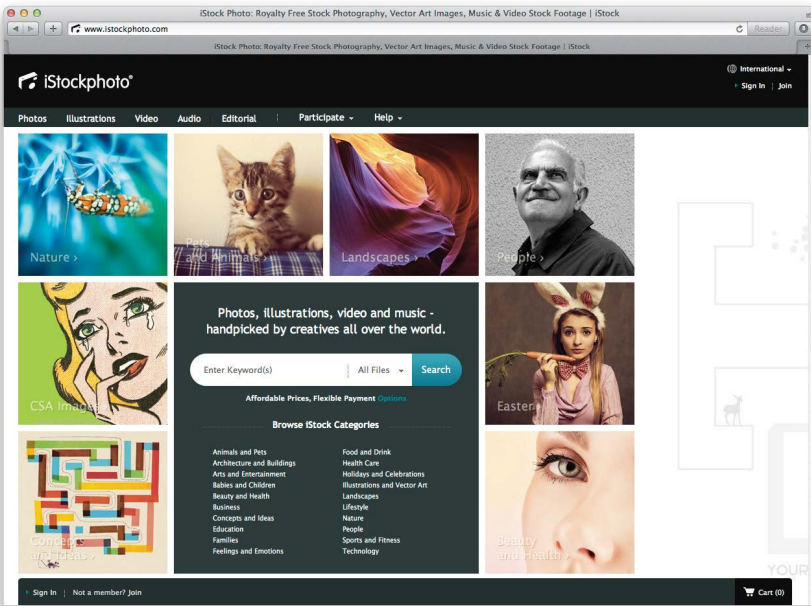 iStock Photo: Royalty Free Stock Photography, Vector Art Images, Music & Video Stock Footage | iStock
www.istockphoto.com
Reader
iStock Photo: Royalty Free Stock Photography, Vector Art Images, Music & Video Stock Footage | iStock
iStockphoto®
International
Sign In | Join
Photos Illustrations Video Audio Editorial Participate Help
Nature ›
Pets
and Animals ›
Landscapes ›
People ›
CSA Images ›
Photos, illustrations, video and music -
handpicked by creatives all over the world.
Enter Keyword(s) All Files Search
Affordable Prices, Flexible Payment Options
Browse iStock Categories
Animals and Pets
Architecture and Buildings
Arts and Entertainment
Babies and Children
Beauty and Health
Business
Concepts and Ideas
Education
Families
Feelings and Emotions
Food and Drink
Health Care
Holidays and Celebrations
Illustrations and Vector Art
Landscapes
Lifestyle
Nature
People
Sports and Fitness
Technology
Easter ›
Concepts
and Ideas ›
Beauty
and Health ›
YOUR
Sign In | Not a member? Join
Cart (0)